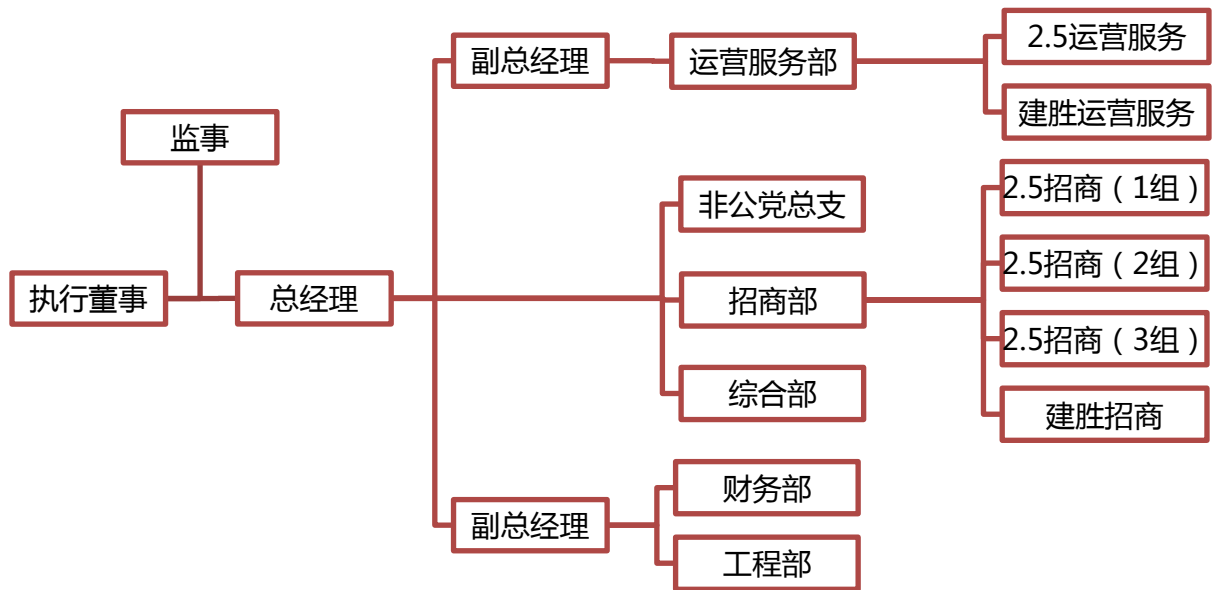 监事
执行董事
总经理
副总经理
运营服务部
2.5运营服务
建胜运营服务
非公党总支
招商部
2.5招商（1组）
2.5招商（2组）
2.5招商（3组）
建胜招商
综合部
副总经理
财务部
工程部